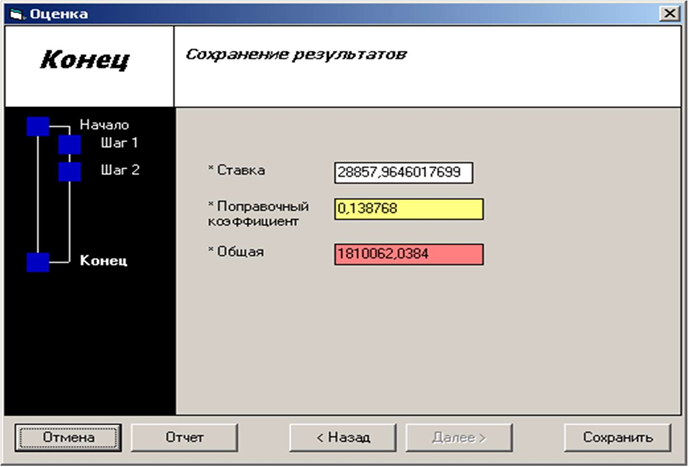 Оценка
Конец
Сохранение результатов
Начало
Шаг 1
Шаг 2
Конец
* Ставка
28857,9646017699
* Поправочный
коэффициент
0,138768
* Общая
1810062,0384
Отмена
Отчет
< Назад
Далее >
Сохранить